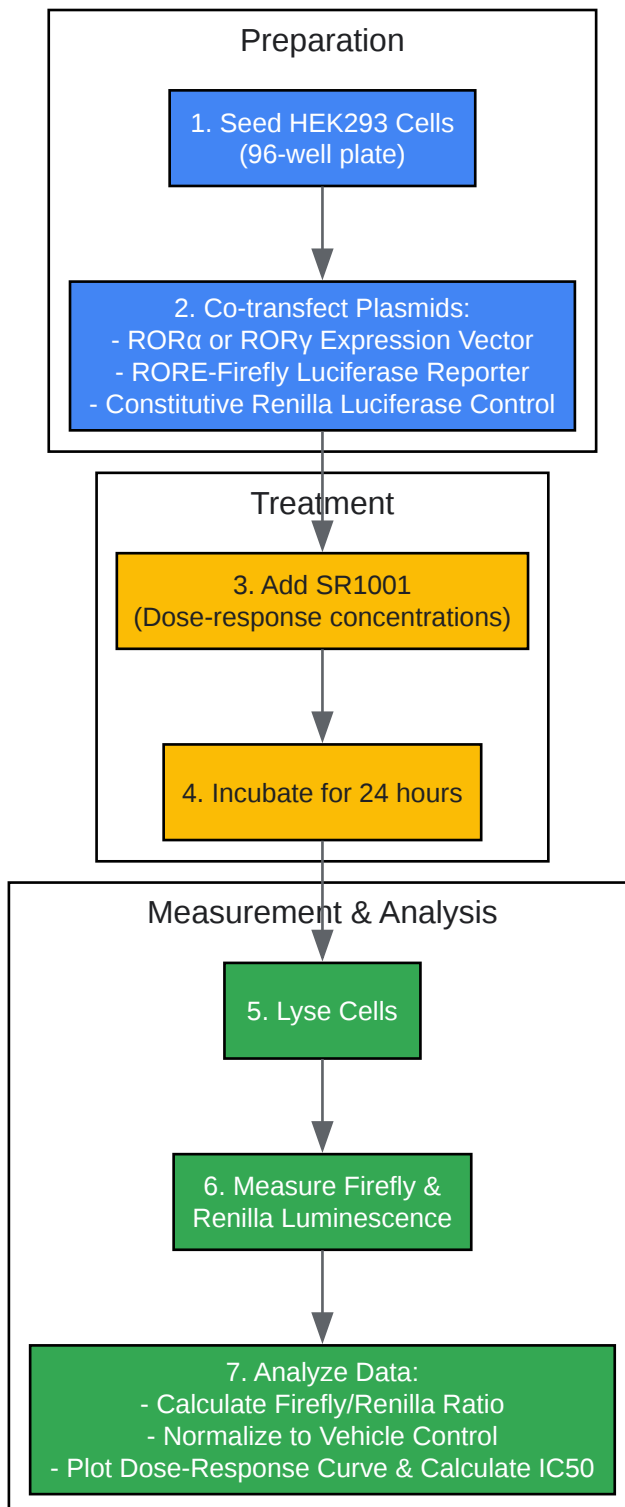 Preparation
1. Seed HEK293 Cells
(96-well plate)
2. Co-transfect Plasmids:
- RORα or RORγ Expression Vector
- RORE-Firefly Luciferase Reporter
- Constitutive Renilla Luciferase Control
Treatment
3. Add SR1001
(Dose-response concentrations)
4. Incubate for 24 hours
Measurement & Analysis
5. Lyse Cells
6. Measure Firefly &
Renilla Luminescence
7. Analyze Data:
- Calculate Firefly/Renilla Ratio
- Normalize to Vehicle Control
- Plot Dose-Response Curve & Calculate IC50